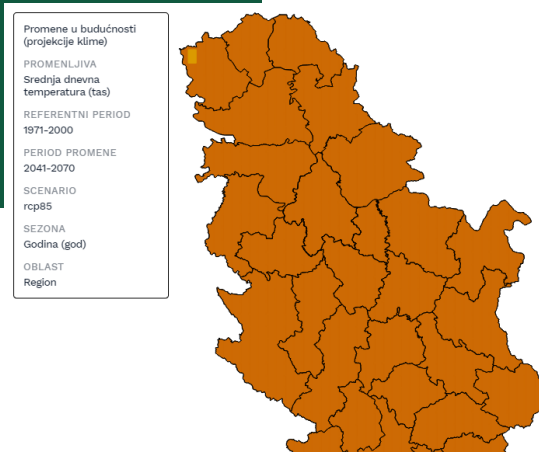 Promene u budućnosti
(projekcije klime)
PROMENLJIVA
Srednja dnevna
temperatura (tas)
REFERENTNI PERIOD
1971-2000
PERIOD PROMENE
2041-2070
SCENARIO
rcp85
SEZONA
Godina (god)
OBLAST
Region